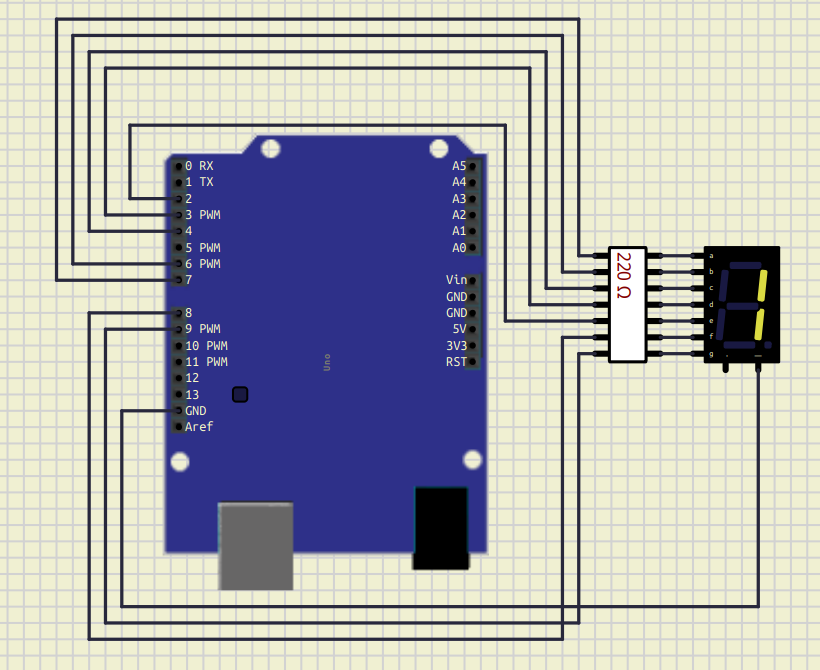 0 RX
1 TX
2
3 PWM
4
5 PWM
6 PWM
7
8
9 PWM
10 PWM
11 PWM
12
13
GND
Aref
Uno
A5
A4
A3
A2
A1
A0
Vin
GND
GND
5V
3V3
RST
220 Ω
a
b
c
d
e
f
g